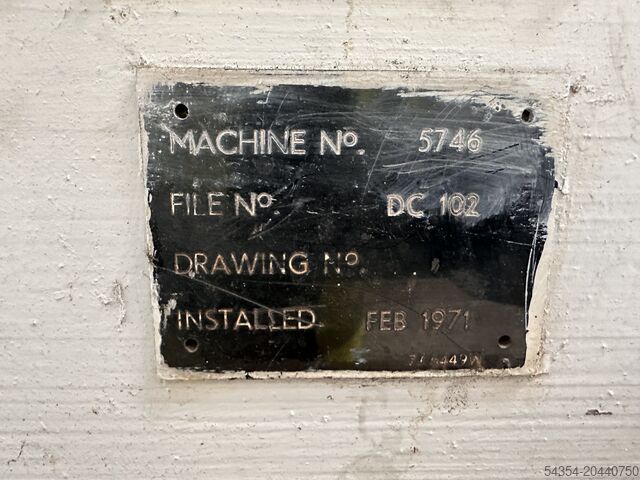 MACHINE Nº. 5746
FILE Nº. DC 102
DRAWING Nº.
INSTALLED FEB 1971
54354-20440750